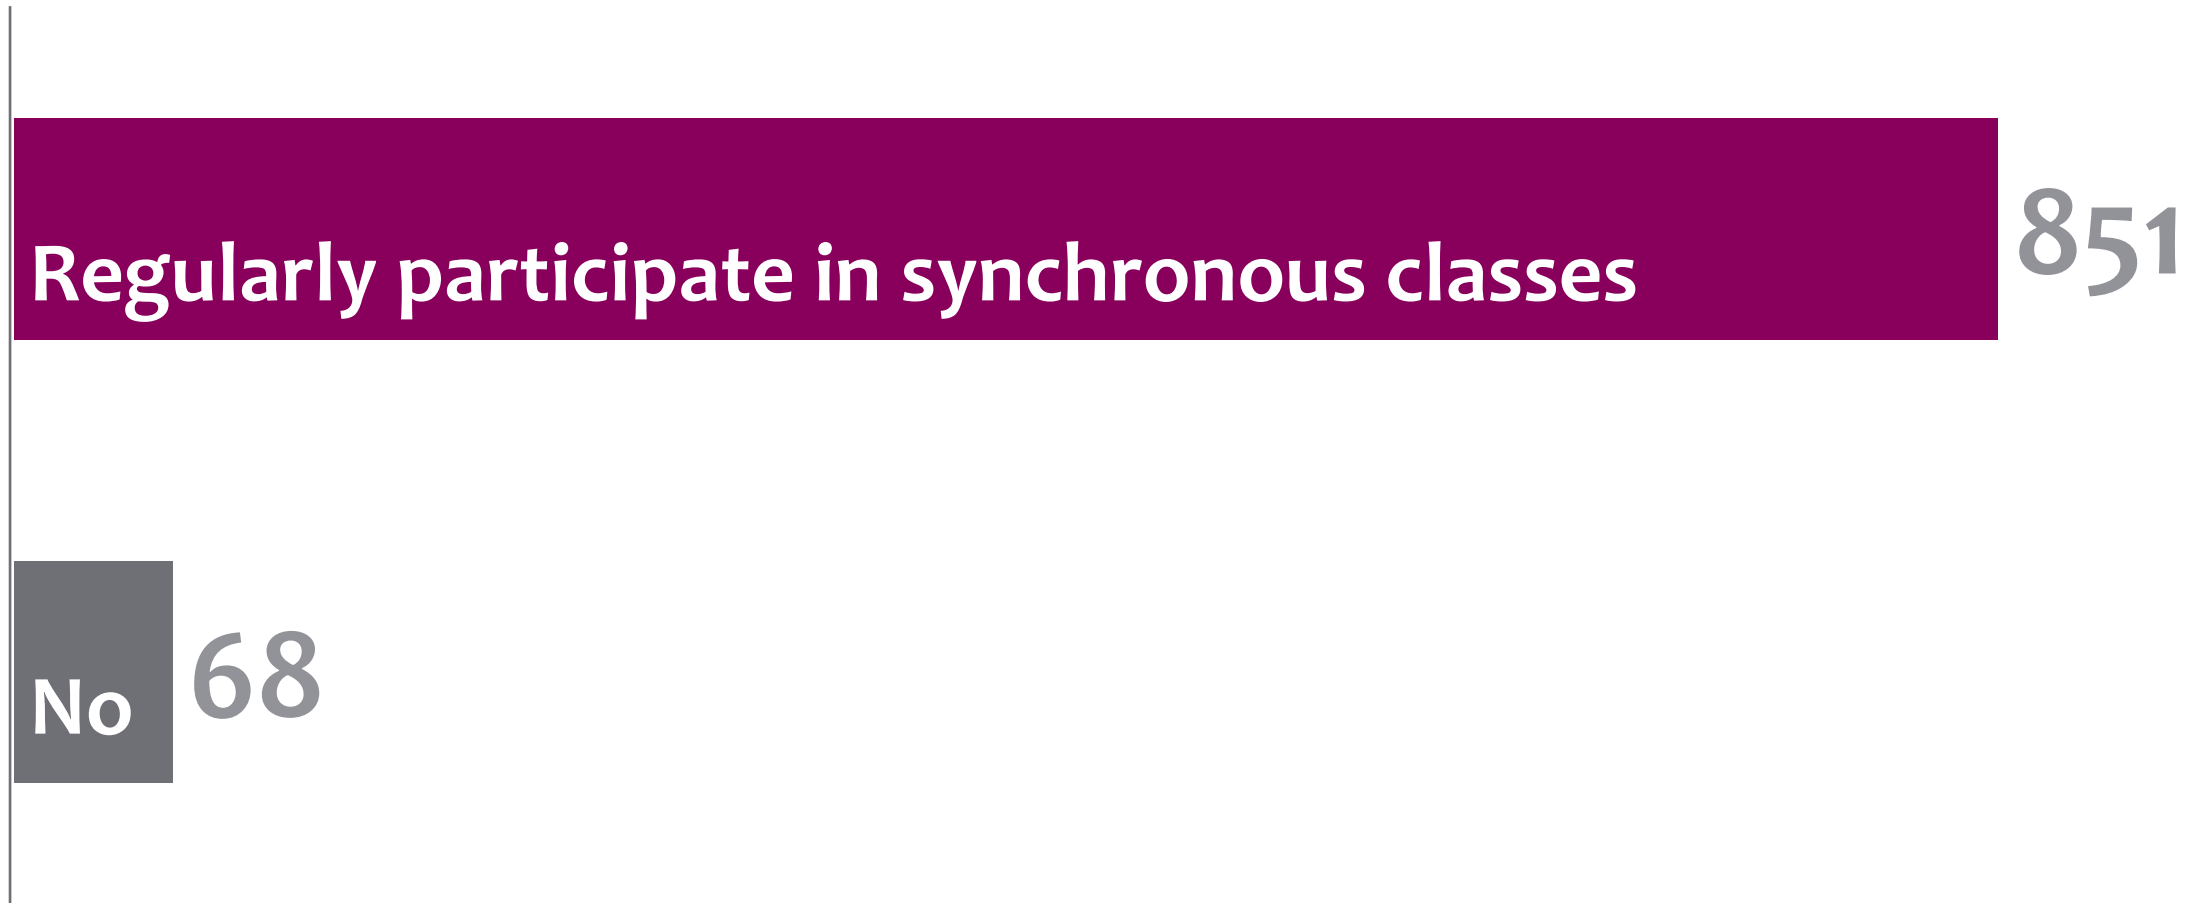 Regularly participate in synchronous classes
851
No
68